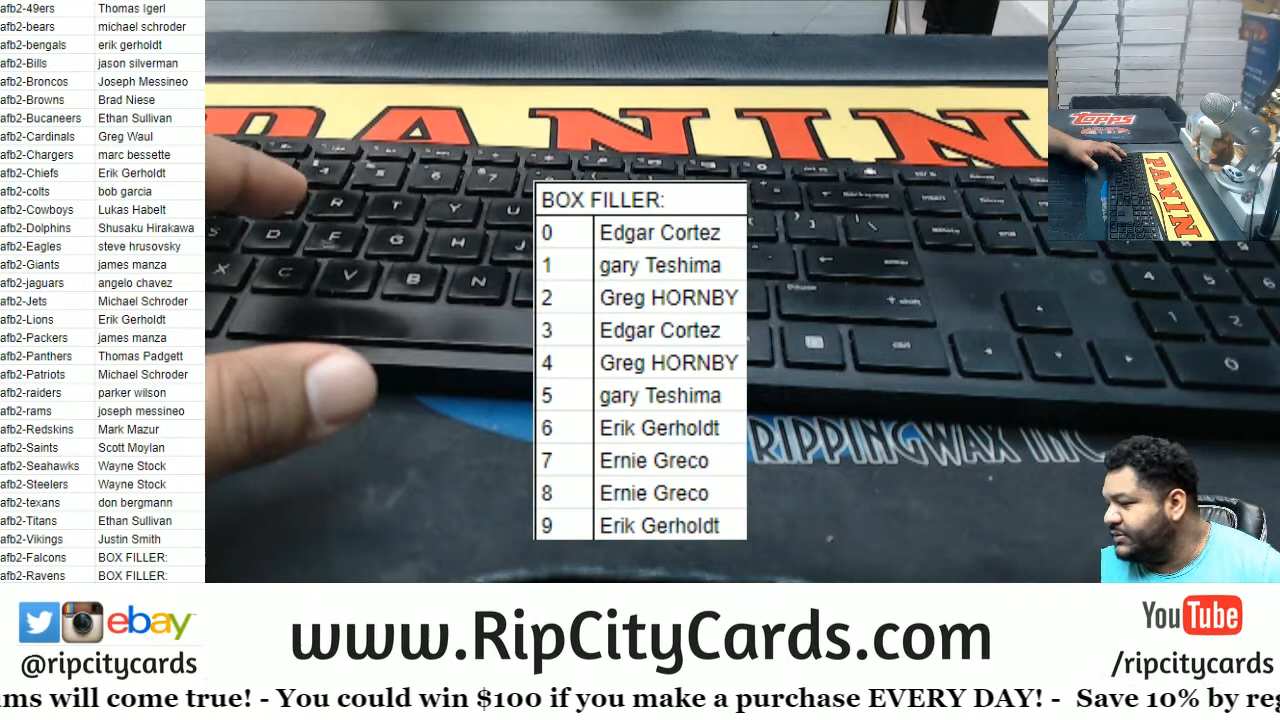 afb2-49ers Thomas Igerl
afb2-bears michael schroder
afb2-bengals erik gerholdt
afb2-Bills jason silverman
afb2-Broncos Joseph Messineo
afb2-Browns Brad Niese
afb2-Bucaneers Ethan Sullivan
afb2-Cardinals Greg Waul
afb2-Chargers marc bessette
afb2-Chiefs Erik Gerholdt
afb2-colts bob garcia
afb2-Cowboys Lukas Habelt
afb2-Dolphins Shusaku Hirakawa
afb2-Eagles steve hrusovsky
afb2-Giants james manza
afb2-jaguars angelo chavez
afb2-Jets Michael Schroder
afb2-Lions Erik Gerholdt
afb2-Packers james manza
afb2-Panthers Thomas Padgett
afb2-Patriots Michael Schroder
afb2-raiders parker wilson
afb2-rams joseph messineo
afb2-Redskins Mark Mazur
afb2-Saints Scott Moylan
afb2-Seahawks Wayne Stock
afb2-Steelers Wayne Stock
afb2-texans don bergmann
afb2-Titans Ethan Sullivan
afb2-Vikings Justin Smith
afb2-Falcons BOX FILLER:
afb2-Ravens BOX FILLER:
PANIN
BOX FILLER:
0 Edgar Cortez
1 gary Teshima
2 Greg HORNBY
3 Edgar Cortez
4 Greg HORNBY
5 gary Teshima
6 Erik Gerholdt
7 Ernie Greco
8 Ernie Greco
9 Erik Gerholdt
RIPPINGWAX INC
Topps
PANIN
ebay
@ripcitycards
www.RipCityCards.com
YouTube
/ripcitycards
ams will come true! - You could win $100 if you make a purchase EVERY DAY! - Save 10% by reg